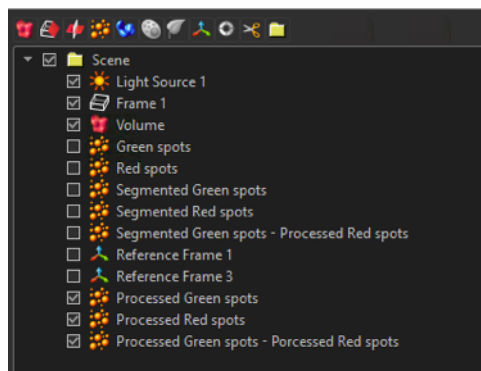 Scene
Light Source 1
Frame 1
Volume
Green spots
Red spots
Segmented Green spots
Segmented Red spots
Segmented Green spots - Processed Red spots
Reference Frame 1
Reference Frame 3
Processed Green spots
Processed Red spots
Processed Green spots - Porcessed Red spots